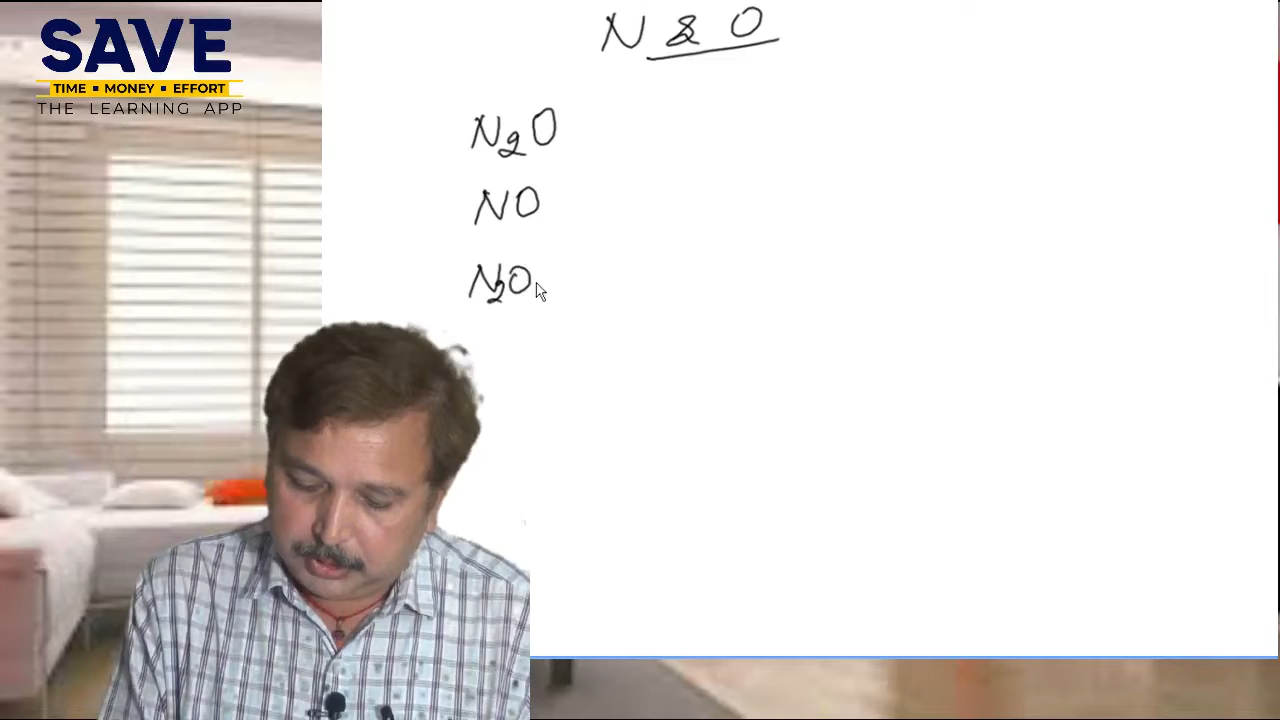 SAVE
TIME ▪ MONEY ▪ EFFORT
THE LEARNING APP
N & O
N₂O
NO
N₂O